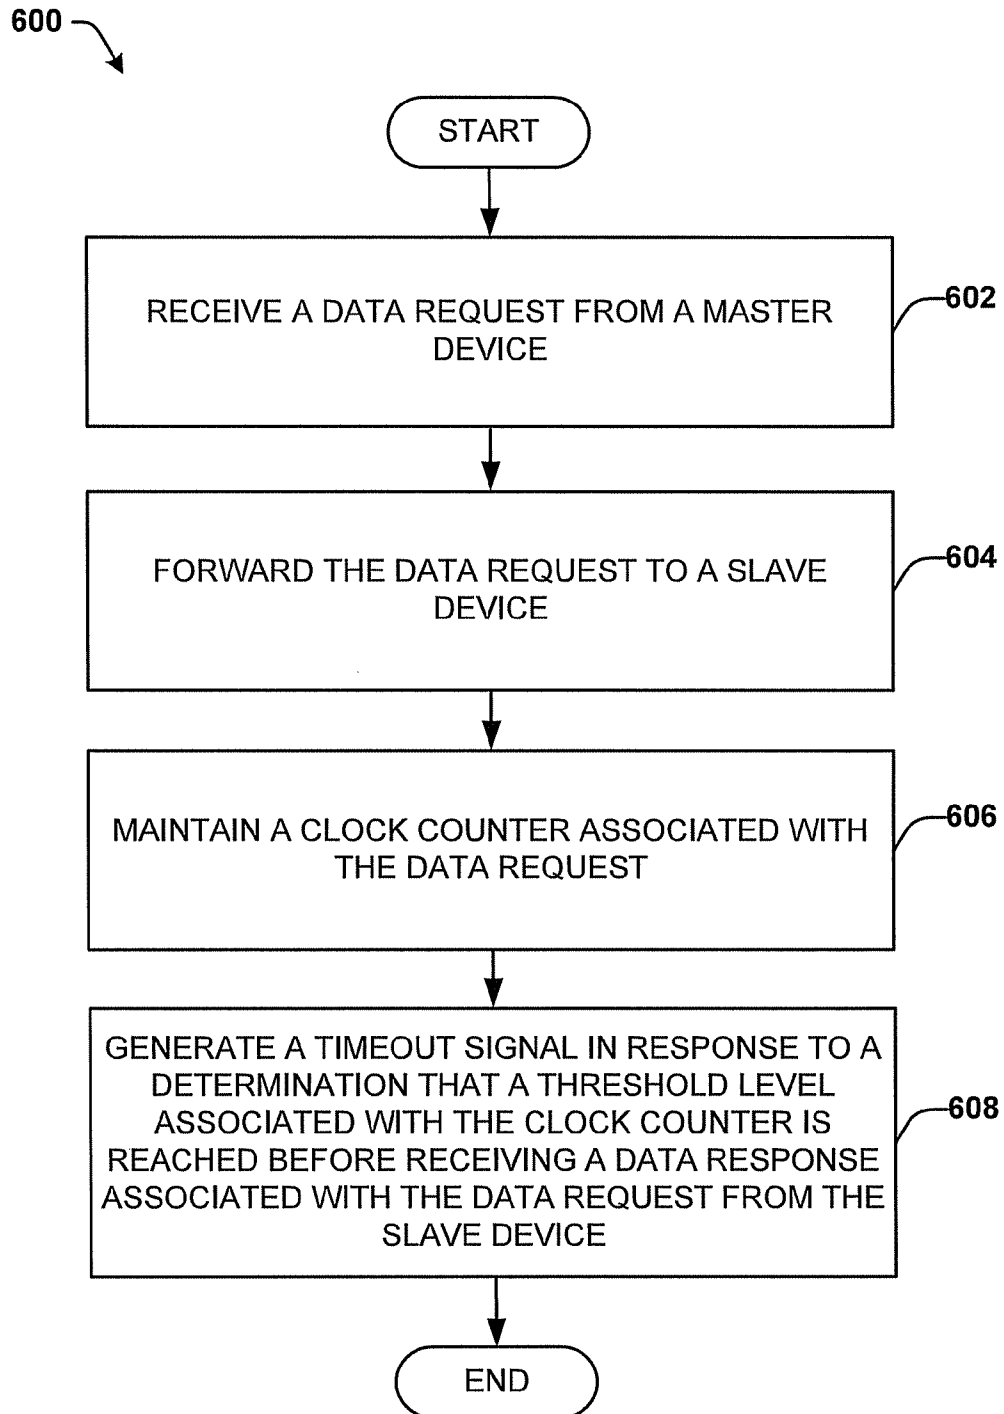 600
START
RECEIVE A DATA REQUEST FROM A MASTER
DEVICE
602
FORWARD THE DATA REQUEST TO A SLAVE
DEVICE
604
MAINTAIN A CLOCK COUNTER ASSOCIATED WITH
THE DATA REQUEST
606
GENERATE A TIMEOUT SIGNAL IN RESPONSE TO A
DETERMINATION THAT A THRESHOLD LEVEL
ASSOCIATED WITH THE CLOCK COUNTER IS
REACHED BEFORE RECEIVING A DATA RESPONSE
ASSOCIATED WITH THE DATA REQUEST FROM THE
SLAVE DEVICE
608
END